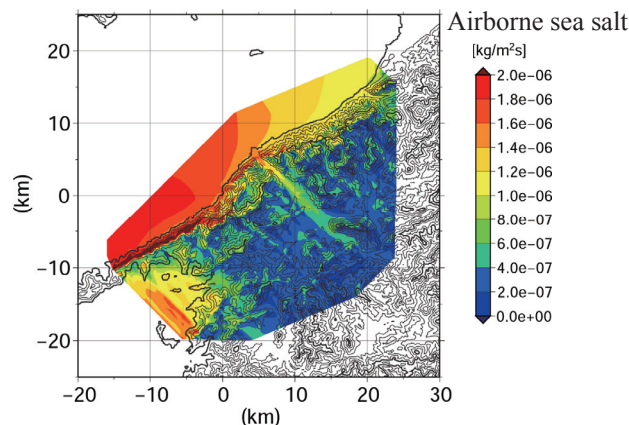 Airborne sea salt
[kg/m²s]
2.0e−06
1.8e−06
1.6e−06
1.4e−06
1.2e−06
1.0e−06
8.0e−07
6.0e−07
4.0e−07
2.0e−07
0.0e+00
20
10
0
−10
−20
(km)
−20 −10 0 10 20 30
(km)